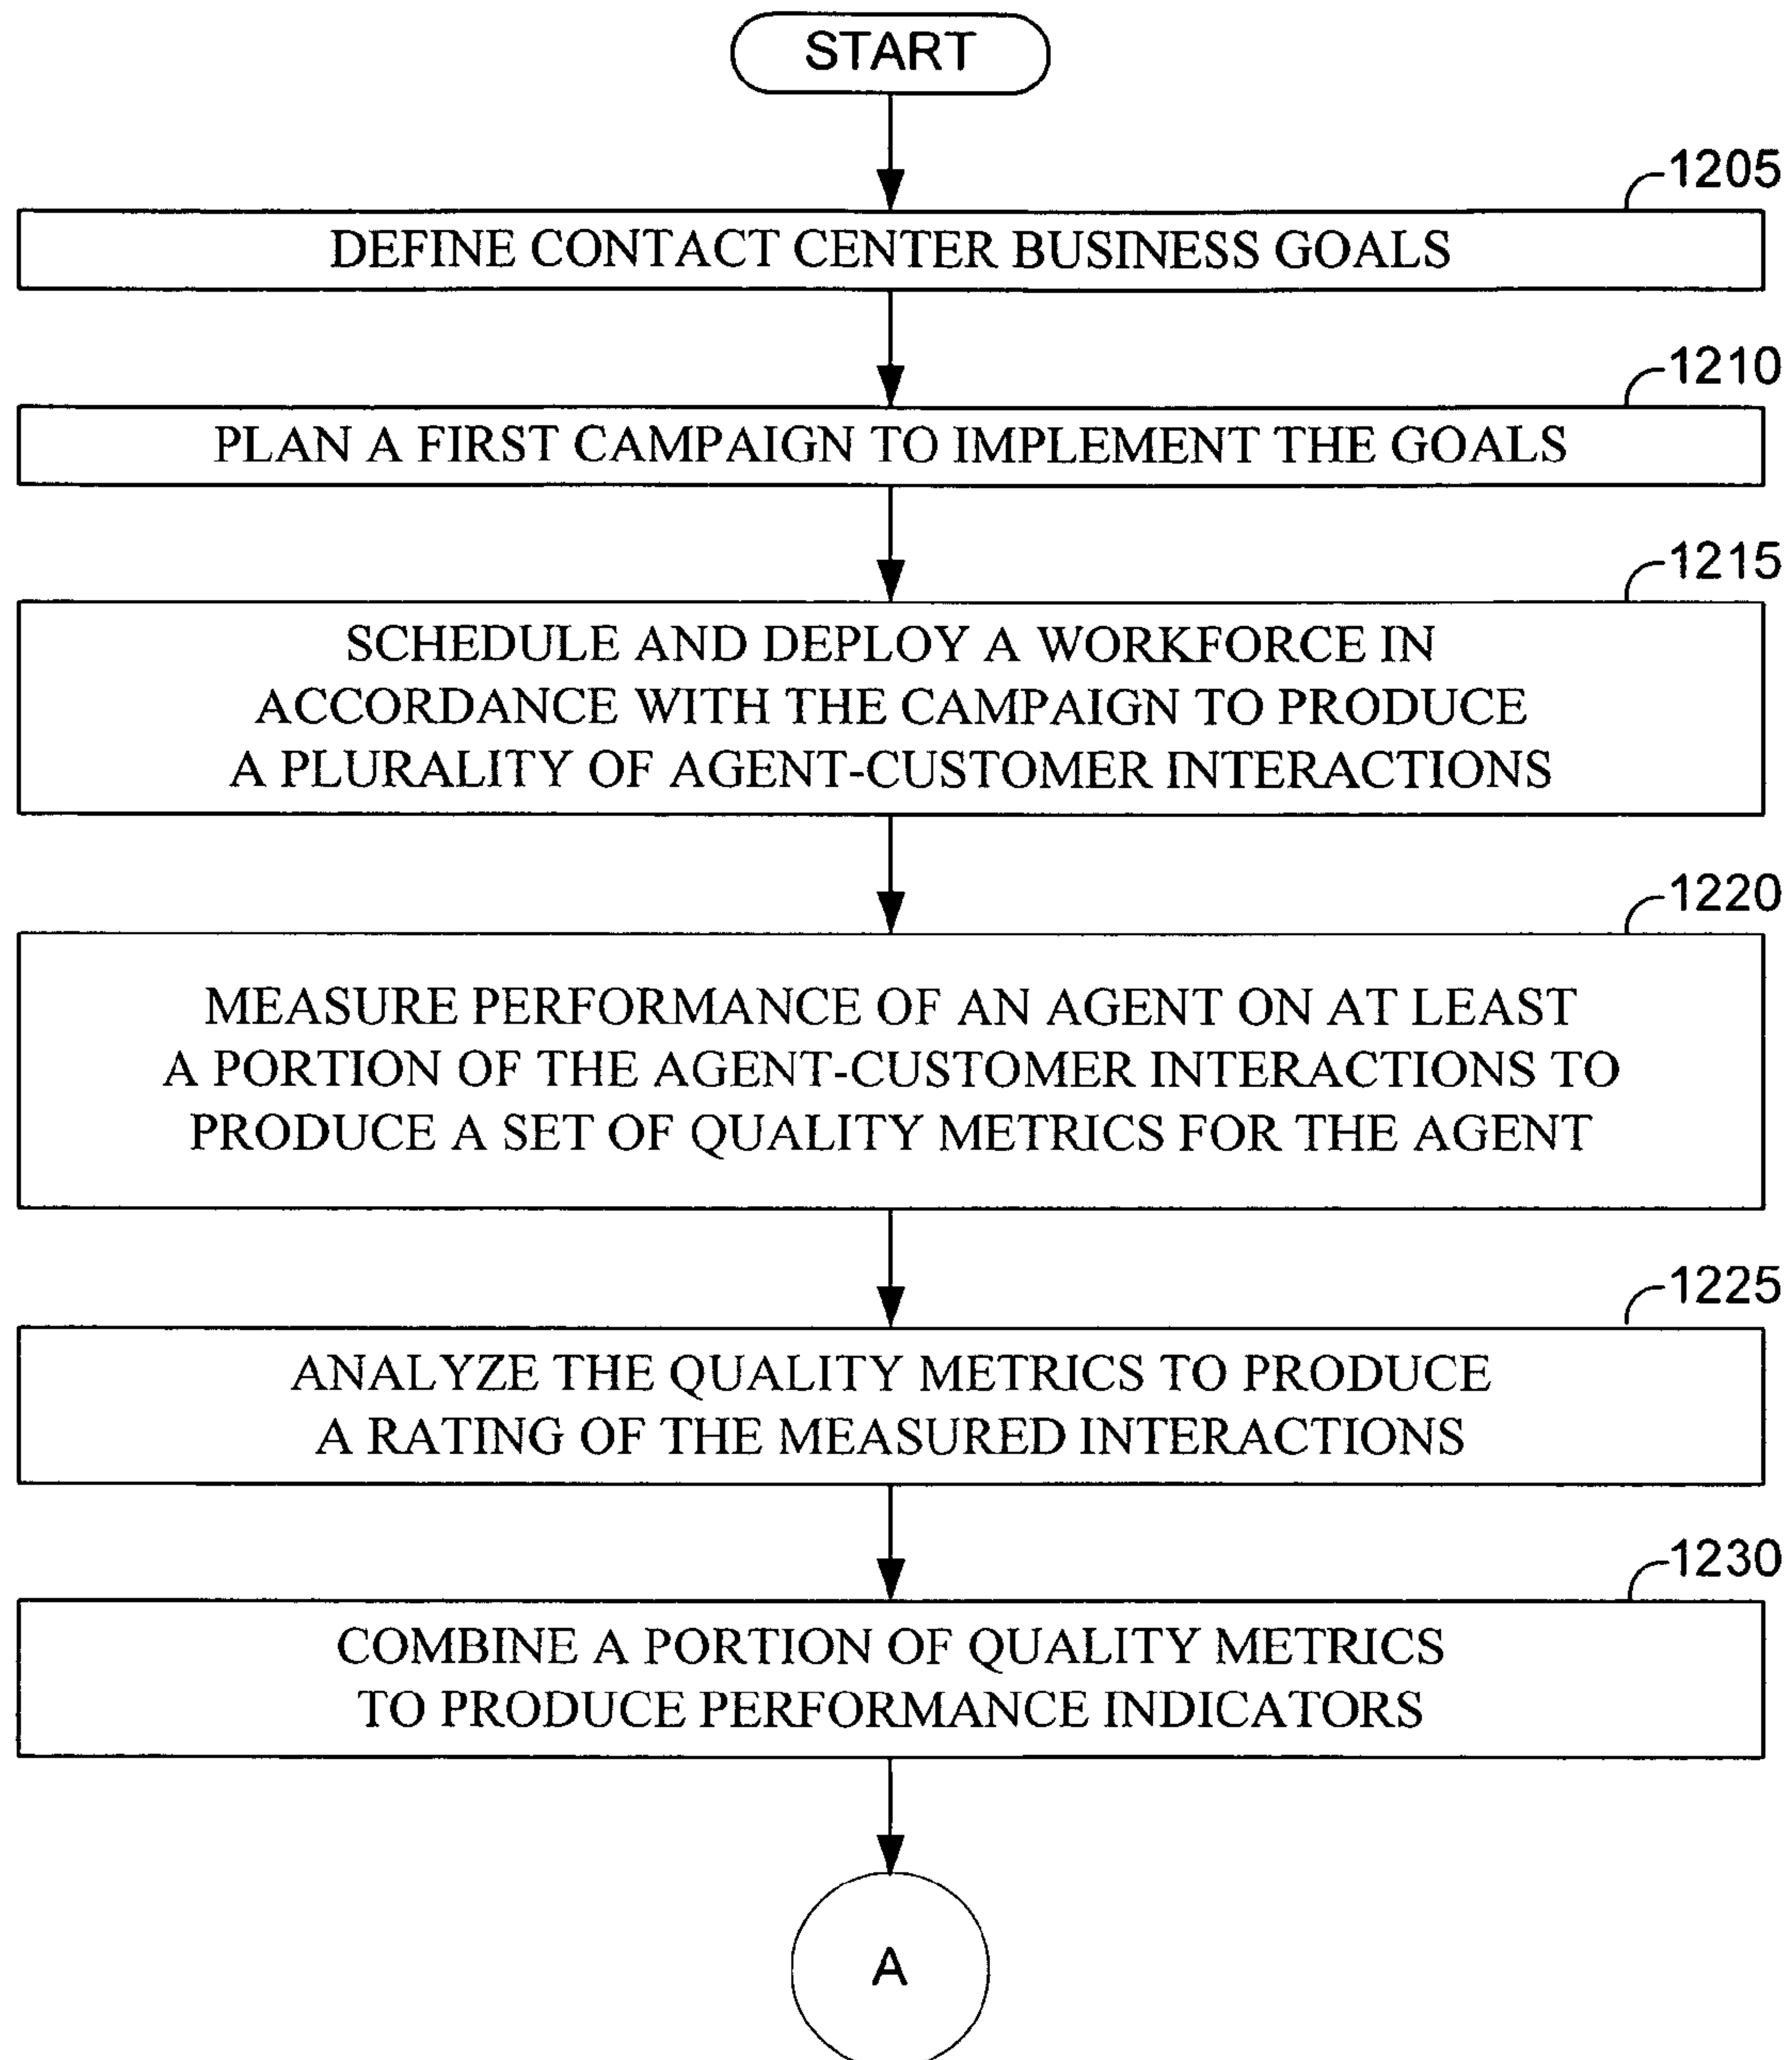 START
1205
DEFINE CONTACT CENTER BUSINESS GOALS
1210
PLAN A FIRST CAMPAIGN TO IMPLEMENT THE GOALS
1215
SCHEDULE AND DEPLOY A WORKFORCE IN
ACCORDANCE WITH THE CAMPAIGN TO PRODUCE
A PLURALITY OF AGENT-CUSTOMER INTERACTIONS
1220
MEASURE PERFORMANCE OF AN AGENT ON AT LEAST
A PORTION OF THE AGENT-CUSTOMER INTERACTIONS TO
PRODUCE A SET OF QUALITY METRICS FOR THE AGENT
1225
ANALYZE THE QUALITY METRICS TO PRODUCE
A RATING OF THE MEASURED INTERACTIONS
1230
COMBINE A PORTION OF QUALITY METRICS
TO PRODUCE PERFORMANCE INDICATORS
A